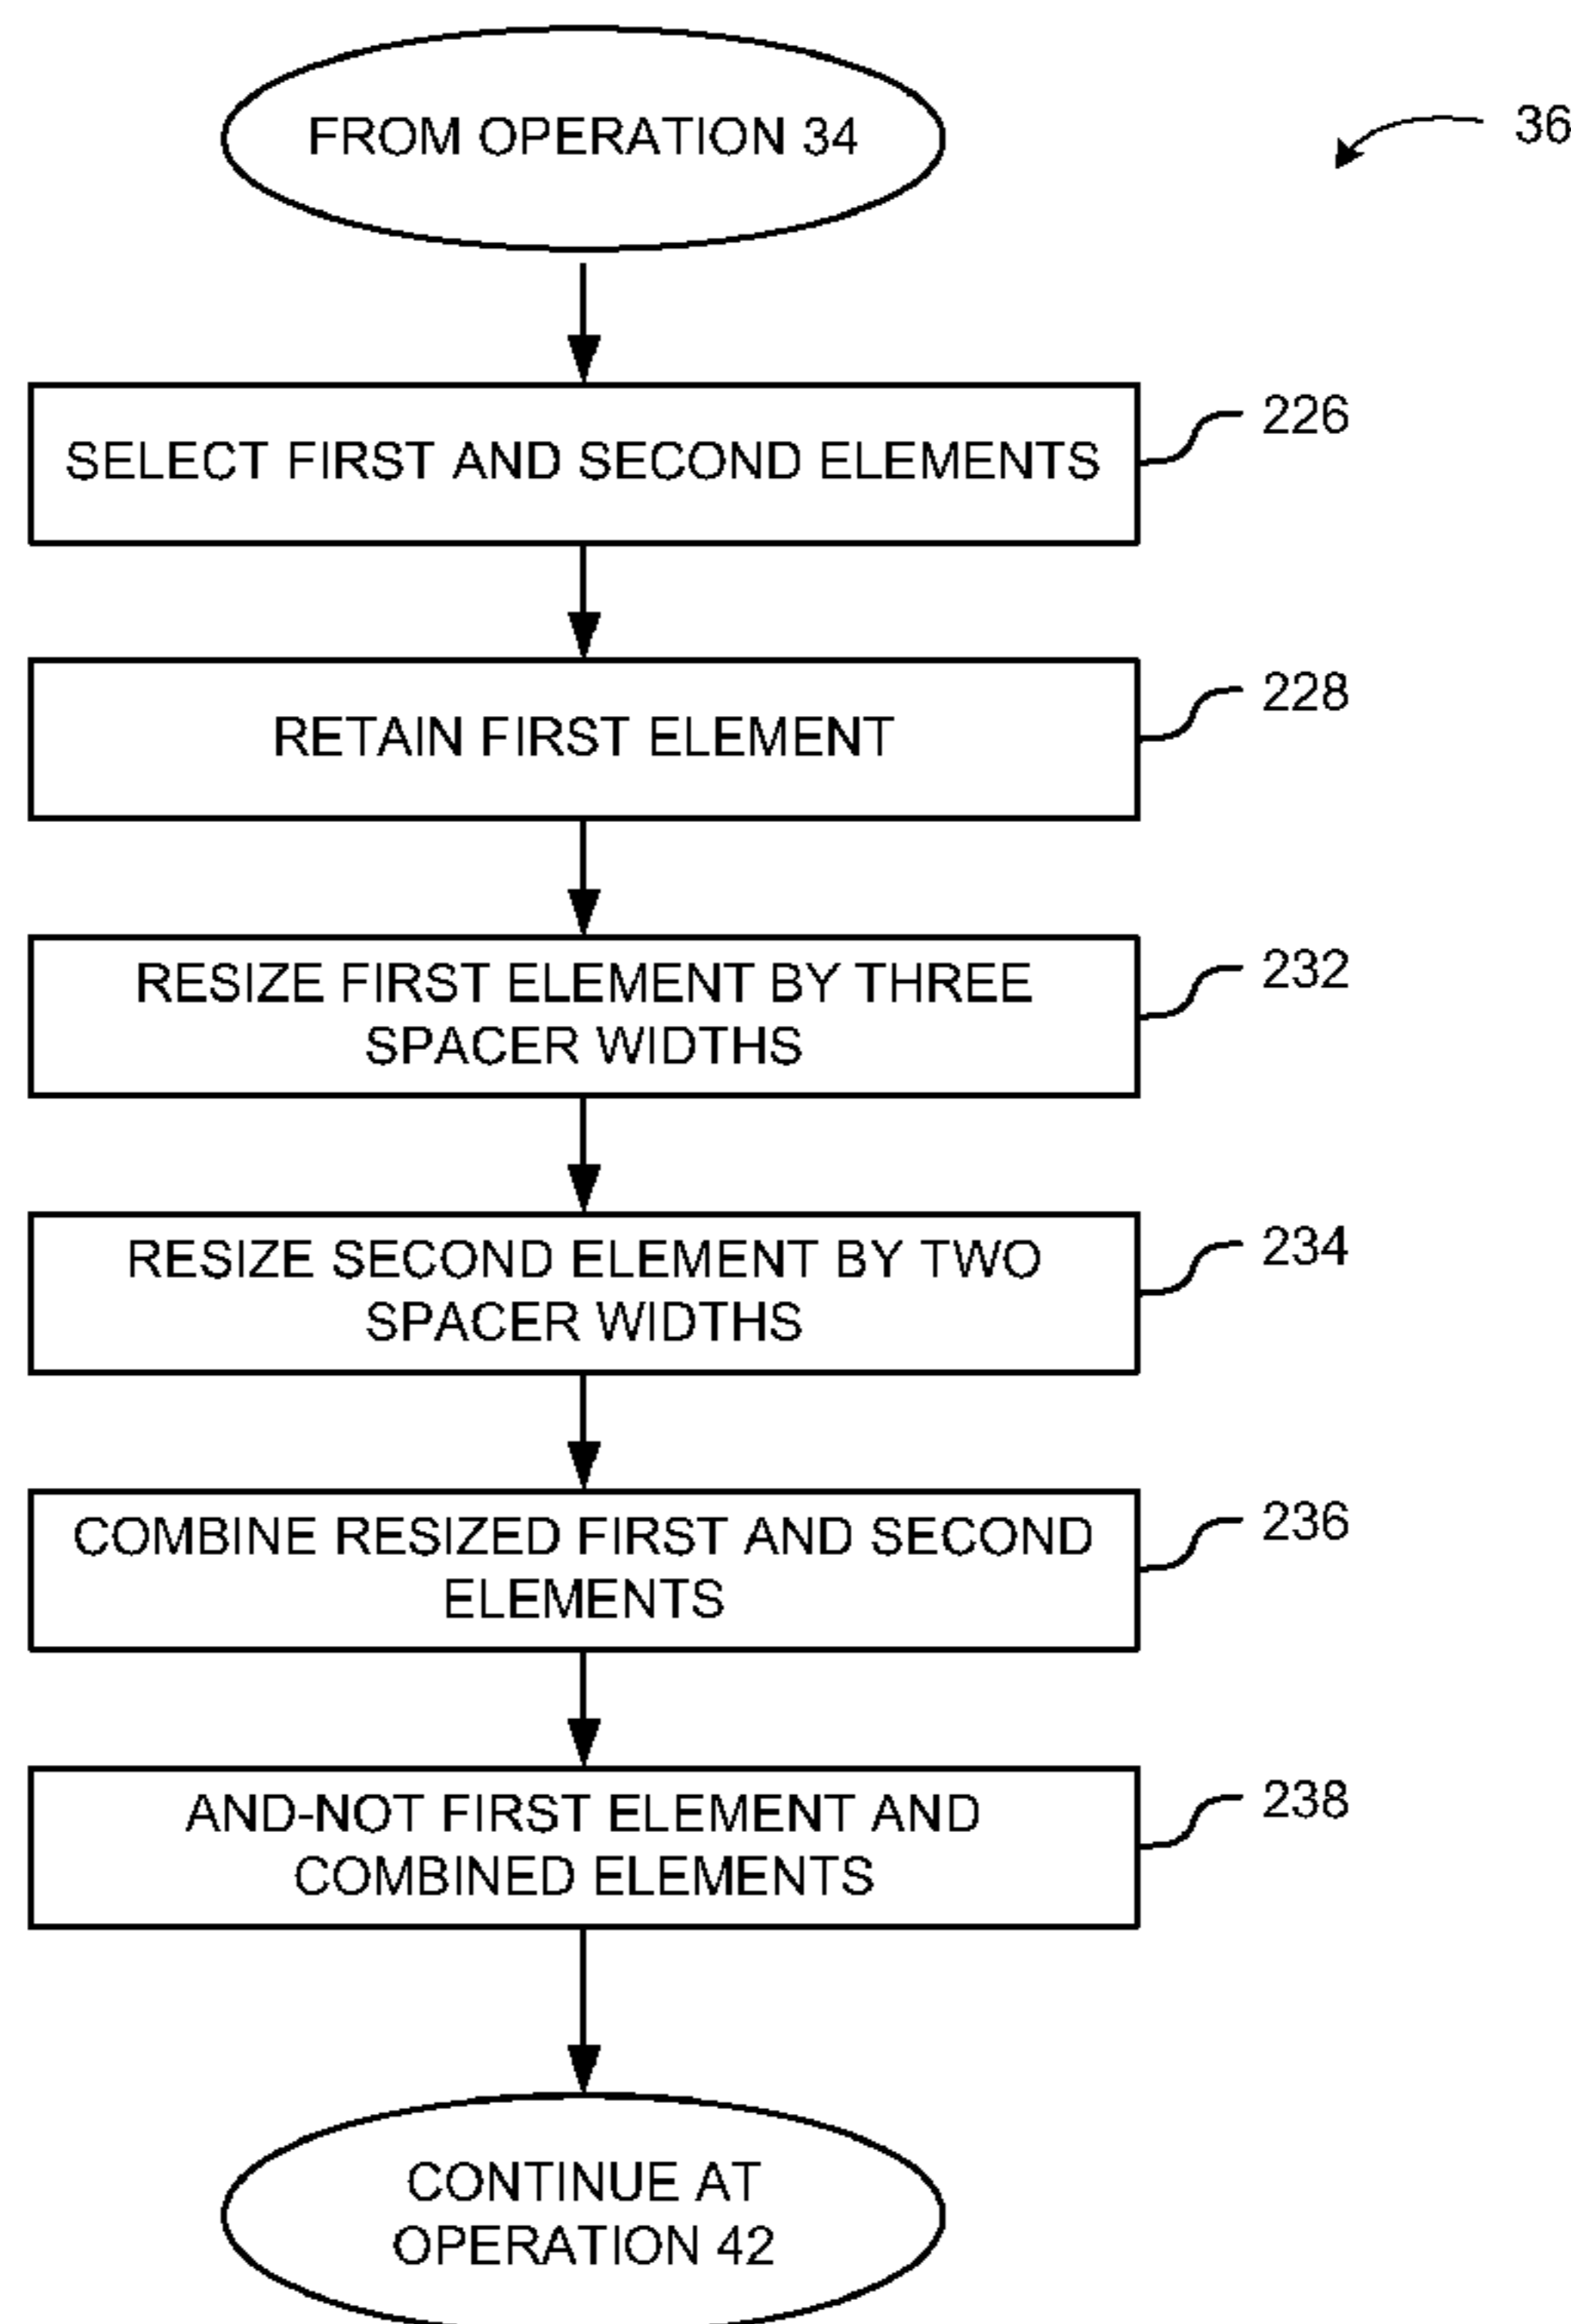 FROM OPERATION 34
36
SELECT FIRST AND SECOND ELEMENTS
226
RETAIN FIRST ELEMENT
228
RESIZE FIRST ELEMENT BY THREE
SPACER WIDTHS
232
RESIZE SECOND ELEMENT BY TWO
SPACER WIDTHS
234
COMBINE RESIZED FIRST AND SECOND
ELEMENTS
236
AND-NOT FIRST ELEMENT AND
COMBINED ELEMENTS
238
CONTINUE AT
OPERATION 42